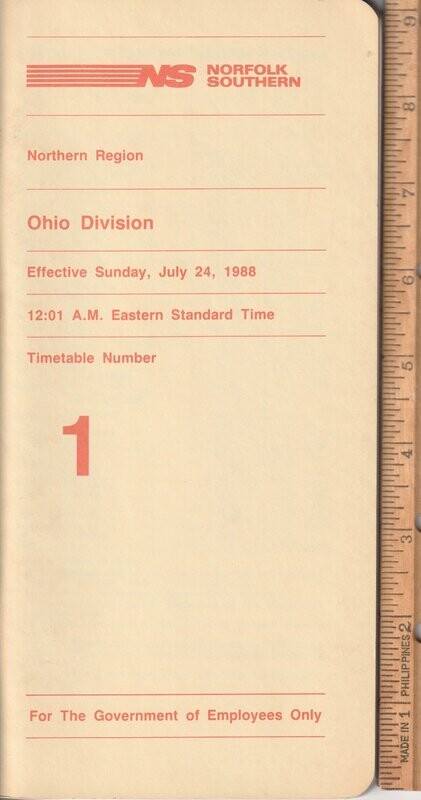 NS NORFOLK
SOUTHERN
Northern Region
Ohio Division
Effective Sunday, July 24, 1988
12:01 A.M. Eastern Standard Time
Timetable Number
1
For The Government of Employees Only
9
8
7
6
5
4
3
2
1
MADE IN PHILIPPINES